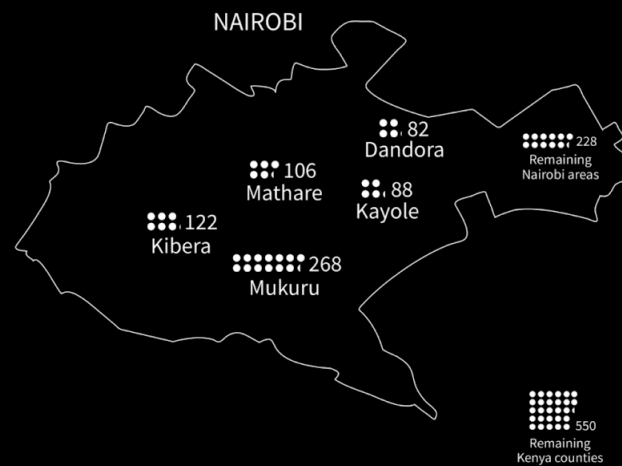 NAIROBI
82
Dandora
228
Remaining
Nairobi areas
106
Mathare
88
Kayole
122
Kibera
268
Mukuru
550
Remaining
Kenya counties